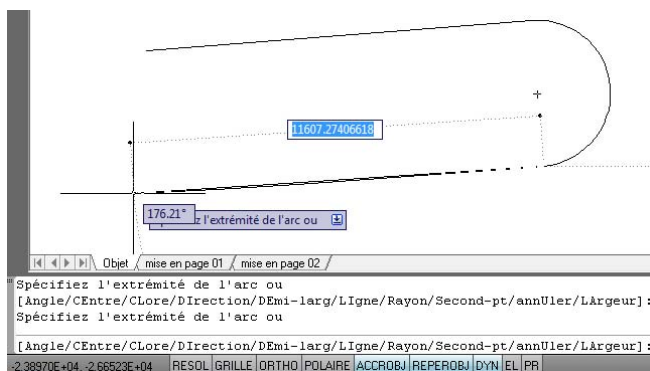 11607.27406618
176.21°
z l'extrémité de l'arc ou
Objet / mise en page 01 / mise en page 02 /
Spécifiez l'extrémité de l'arc ou
[Angle/CEntre/CLore/DIrection/DEmi-larg/LIgne/Rayon/Second-pt/annUler/LArgeur]:
Spécifiez l'extrémité de l'arc ou
[Angle/CEntre/CLore/DIrection/DEmi-larg/LIgne/Rayon/Second-pt/annUler/LArgeur]:
-2.38970E+04, -2.66523E+04 RESOL GRILLE ORTHO POLAIRE ACCROBJ REPEROBJ DYN EL PR